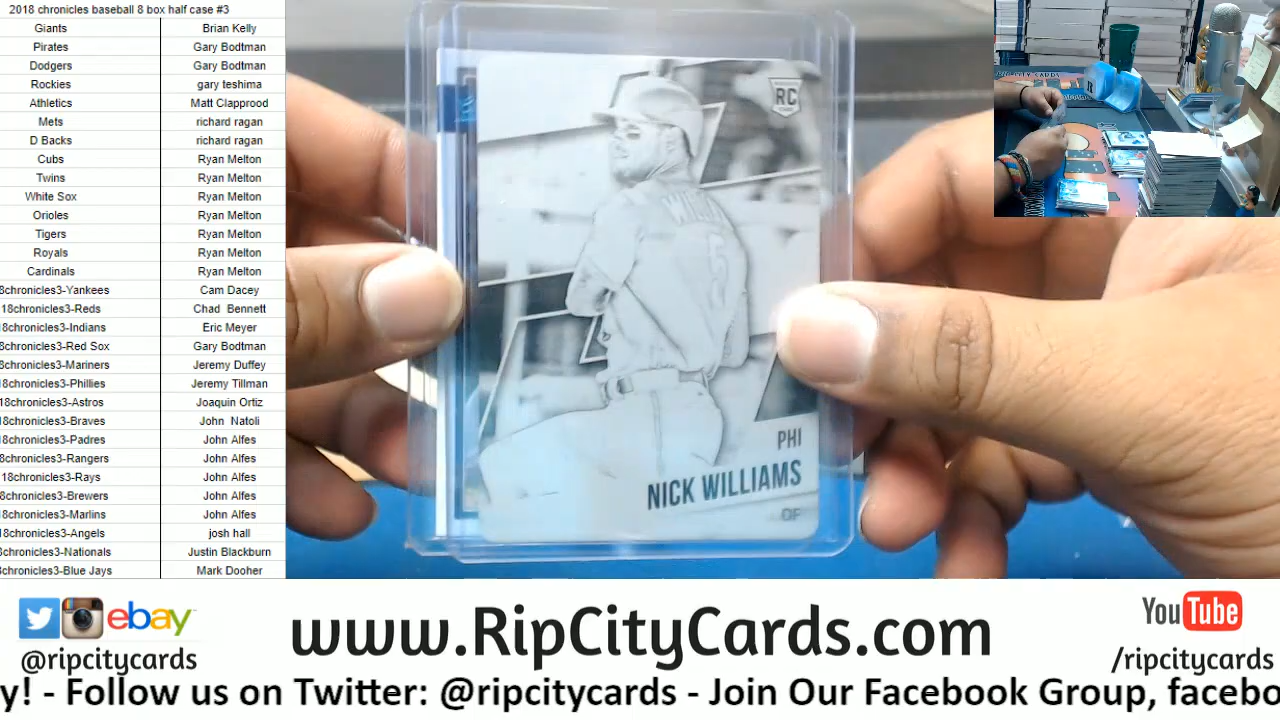 2018 chronicles baseball 8 box half case #3
Giants Brian Kelly
Pirates Gary Bodtman
Dodgers Gary Bodtman
Rockies gary teshima
Athletics Matt Clapprood
Mets richard ragan
D Backs richard ragan
Cubs Ryan Melton
Twins Ryan Melton
White Sox Ryan Melton
Orioles Ryan Melton
Tigers Ryan Melton
Royals Ryan Melton
Cardinals Ryan Melton
8chronicles3-Yankees Cam Dacey
18chronicles3-Reds Chad Bennett
18chronicles3-Indians Eric Meyer
8chronicles3-Red Sox Gary Bodtman
18chronicles3-Mariners Jeremy Duffey
18chronicles3-Phillies Jeremy Tillman
18chronicles3-Astros Joaquin Ortiz
18chronicles3-Braves John Natoli
18chronicles3-Padres John Alfes
18chronicles3-Rangers John Alfes
18chronicles3-Rays John Alfes
18chronicles3-Brewers John Alfes
18chronicles3-Marlins John Alfes
18chronicles3-Angels josh hall
8chronicles3-Nationals Justin Blackburn
8chronicles3-Blue Jays Mark Dooher
RC
PHI
NICK WILLIAMS
OF
ebay
@ripcitycards
www.RipCityCards.com
YouTube
/ripcitycards
y! - Follow us on Twitter: @ripcitycards - Join Our Facebook Group, facebo